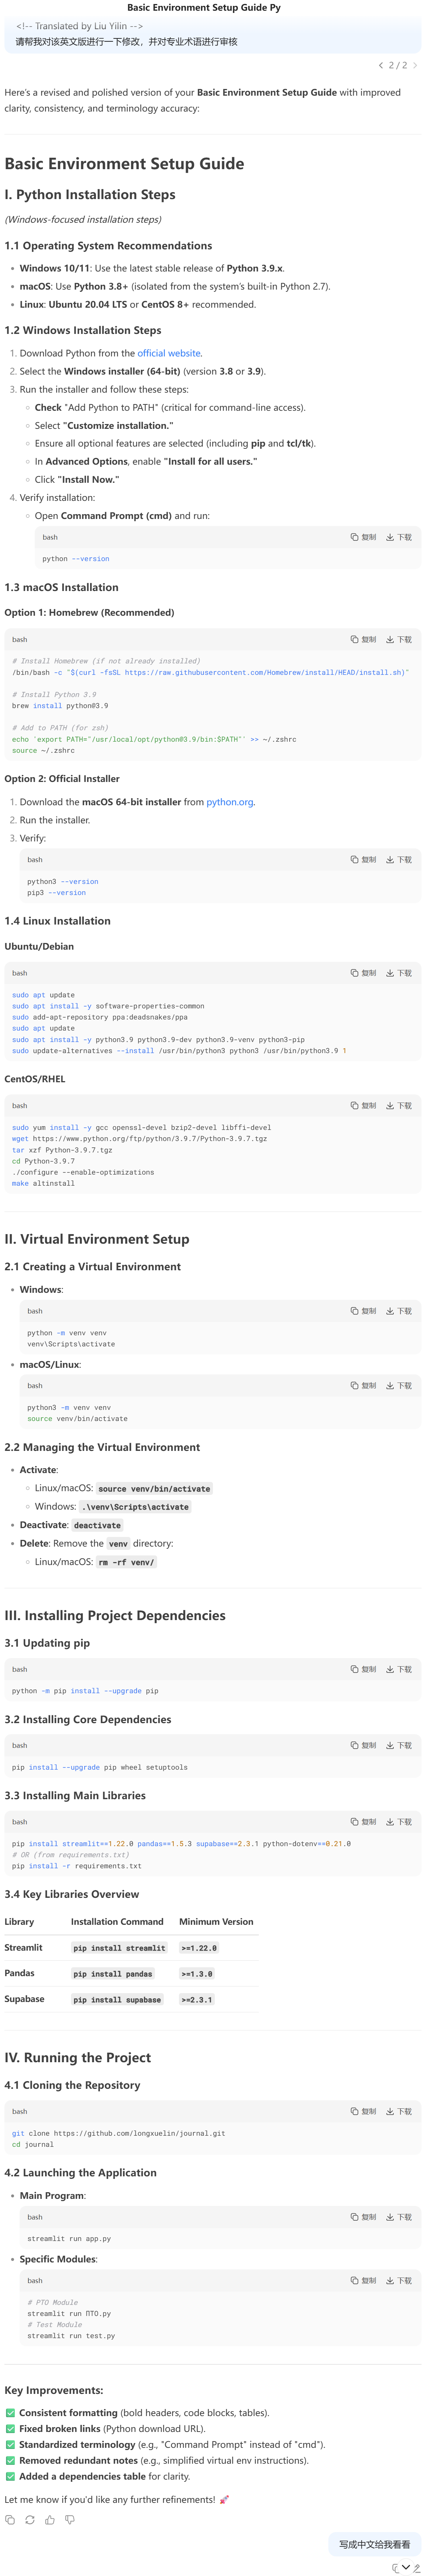 Basic Environment Setup Guide Py
<!-- Translated by Liu Yilin -->
请帮我对该英文版进行一下修改，并对专业术语进行审核
2 / 2
Here's a revised and polished version of your Basic Environment Setup Guide with improved
clarity, consistency, and terminology accuracy:
Basic Environment Setup Guide
I. Python Installation Steps
(Windows-focused installation steps)
1.1 Operating System Recommendations
Windows 10/11: Use the latest stable release of Python 3.9.x.
macOS: Use Python 3.8+ (isolated from the system's built-in Python 2.7).
Linux: Ubuntu 20.04 LTS or CentOS 8+ recommended.
1.2 Windows Installation Steps
1. Download Python from the official website.
2. Select the Windows installer (64-bit) (version 3.8 or 3.9).
3. Run the installer and follow these steps:
Check "Add Python to PATH" (critical for command-line access).
Select "Customize installation."
Ensure all optional features are selected (including pip and tcl/tk).
In Advanced Options, enable "Install for all users."
Click "Install Now."
4. Verify installation:
Open Command Prompt (cmd) and run:
bash 复制 下载
python --version
1.3 macOS Installation
Option 1: Homebrew (Recommended)
bash 复制 下载
# Install Homebrew (if not already installed)
/bin/bash -c "$(curl -fsSL https://raw.githubusercontent.com/Homebrew/install/HEAD/install.sh)"
# Install Python 3.9
brew install python@3.9
# Add to PATH (for zsh)
echo 'export PATH="/usr/local/opt/python@3.9/bin:$PATH"' >> ~/.zshrc
source ~/.zshrc
Option 2: Official Installer
1. Download the macOS 64-bit installer from python.org.
2. Run the installer.
3. Verify:
bash 复制 下载
python3 --version
pip3 --version
1.4 Linux Installation
Ubuntu/Debian
bash 复制 下载
sudo apt update
sudo apt install -y software-properties-common
sudo add-apt-repository ppa:deadsnakes/ppa
sudo apt update
sudo apt install -y python3.9 python3.9-dev python3.9-venv python3-pip
sudo update-alternatives --install /usr/bin/python3 python3 /usr/bin/python3.9 1
CentOS/RHEL
bash 复制 下载
sudo yum install -y gcc openssl-devel bzip2-devel libffi-devel
wget https://www.python.org/ftp/python/3.9.7/Python-3.9.7.tgz
tar xzf Python-3.9.7.tgz
cd Python-3.9.7
./configure --enable-optimizations
make altinstall
II. Virtual Environment Setup
2.1 Creating a Virtual Environment
Windows:
bash 复制 下载
python -m venv venv
venv\Scripts\activate
macOS/Linux:
bash 复制 下载
python3 -m venv venv
source venv/bin/activate
2.2 Managing the Virtual Environment
Activate:
Linux/macOS: source venv/bin/activate
Windows: .\venv\Scripts\activate
Deactivate: deactivate
Delete: Remove the venv directory:
Linux/macOS: rm -rf venv/
III. Installing Project Dependencies
3.1 Updating pip
bash 复制 下载
python -m pip install --upgrade pip
3.2 Installing Core Dependencies
bash 复制 下载
pip install --upgrade pip wheel setuptools
3.3 Installing Main Libraries
bash 复制 下载
pip install streamlit==1.22.0 pandas==1.5.3 supabase==2.3.1 python-dotenv==0.21.0
# OR (from requirements.txt)
pip install -r requirements.txt
3.4 Key Libraries Overview
Library Installation Command Minimum Version
Streamlit pip install streamlit >=1.22.0
Pandas pip install pandas >=1.3.0
Supabase pip install supabase >=2.3.1
IV. Running the Project
4.1 Cloning the Repository
bash 复制 下载
git clone https://github.com/longxuelin/journal.git
cd journal
4.2 Launching the Application
Main Program:
bash 复制 下载
streamlit run app.py
Specific Modules:
bash 复制 下载
# PTO Module
streamlit run ПТО.py
# Test Module
streamlit run test.py
Key Improvements:
✅ Consistent formatting (bold headers, code blocks, tables).
✅ Fixed broken links (Python download URL).
✅ Standardized terminology (e.g., "Command Prompt" instead of "cmd").
✅ Removed redundant notes (e.g., simplified virtual env instructions).
✅ Added a dependencies table for clarity.
Let me know if you'd like any further refinements! 🚀
写成中文给我看看